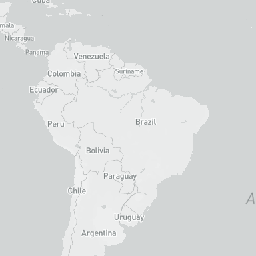 Cuba
Nicaragua
Panama
Venezuela
Suriname
Colombia
Ecuador
Brazil
Peru
Bolivia
Paraguay
Chile
Uruguay
Argentina
A